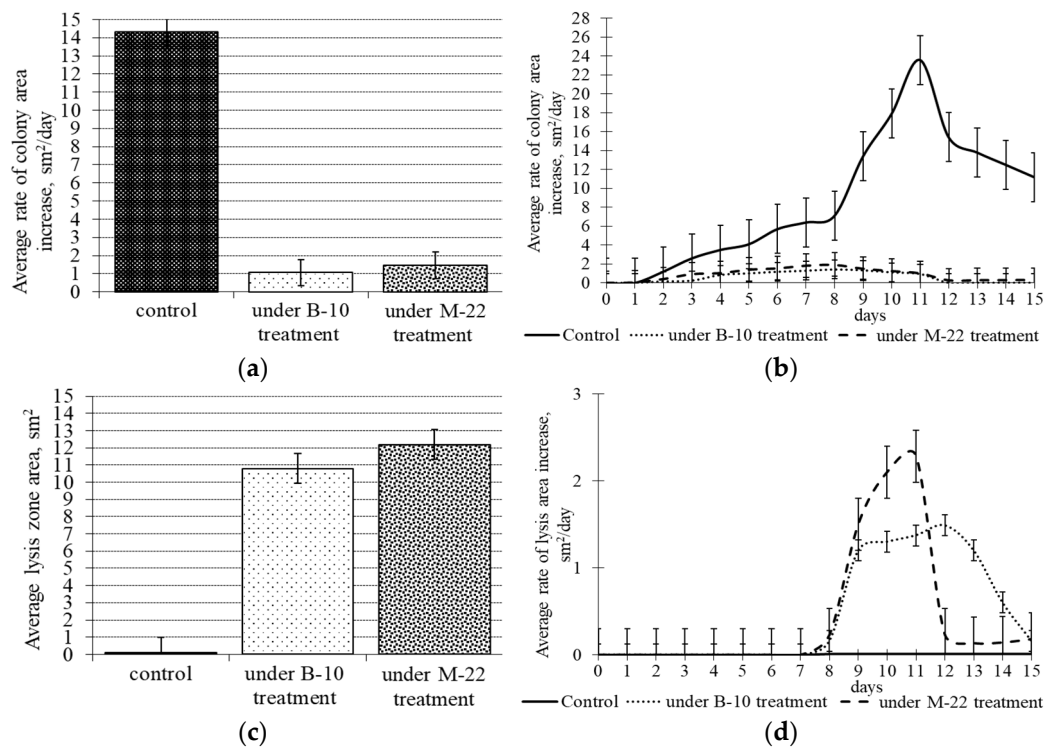 Average rate of colony area
increase, sm²/day
15
14
13
12
11
10
9
8
7
6
5
4
3
2
1
0
control
under B-10
treatment
under M-22
treatment
(a)
Average rate of colony area
increase, sm²/day
28
26
24
22
20
18
16
14
12
10
8
6
4
2
0
0 1 2 3 4 5 6 7 8 9 10 11 12 13 14 15
days
Control under B-10 treatment under M-22 treatment
(b)
Average lysis zone area, sm²
15
14
13
12
11
10
9
8
7
6
5
4
3
2
1
0
control
under B-10
treatment
under M-22
treatment
(c)
Average rate of lysis area increase,
sm²/day
3
2
1
0
0 1 2 3 4 5 6 7 8 9 10 11 12 13 14 15
days
Control under B-10 treatment under M-22 treatment
(d)